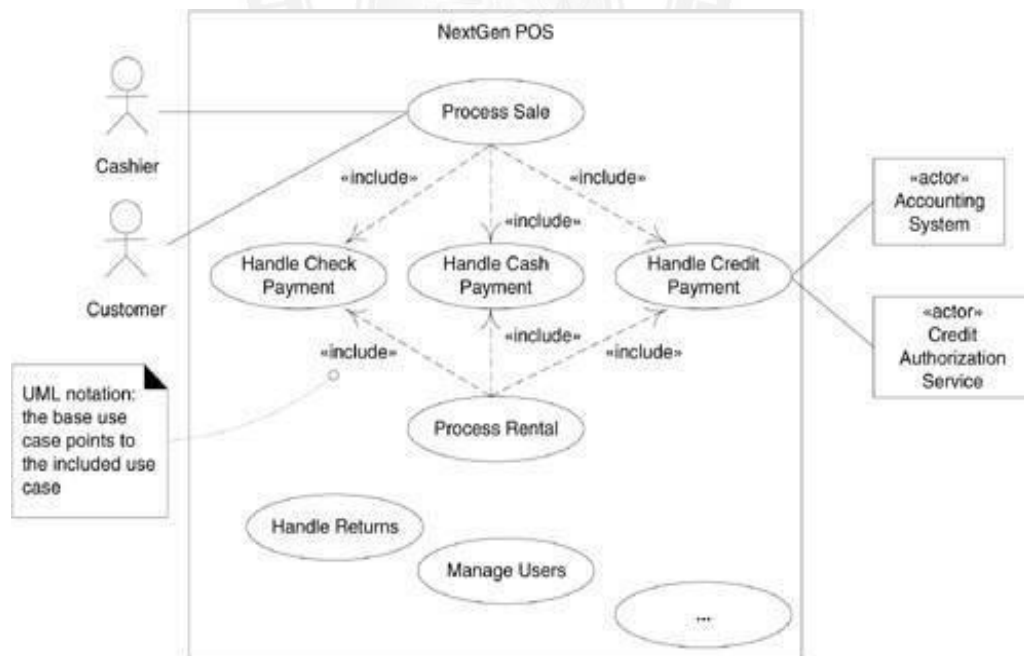 NextGen POS
Process Sale
Cashier
«include»
«include»
«include»
«actor»
Accounting
System
Handle Check
Payment
Handle Cash
Payment
Handle Credit
Payment
Customer
«include»
«include»
«include»
«actor»
Credit
Authorization
Service
UML notation:
the base use
case points to
the included use
case
Process Rental
Handle Returns
Manage Users
...